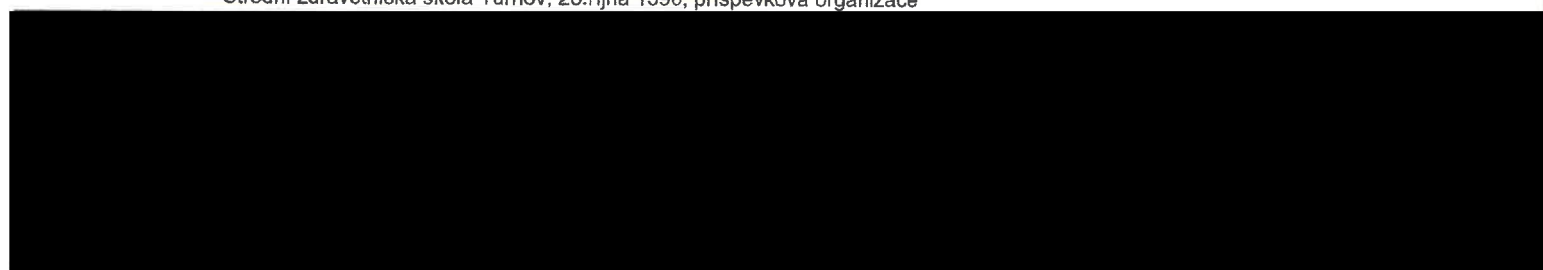 Střední zdravotnická škola Turnov, 28.října 1390, příspěvková organizace